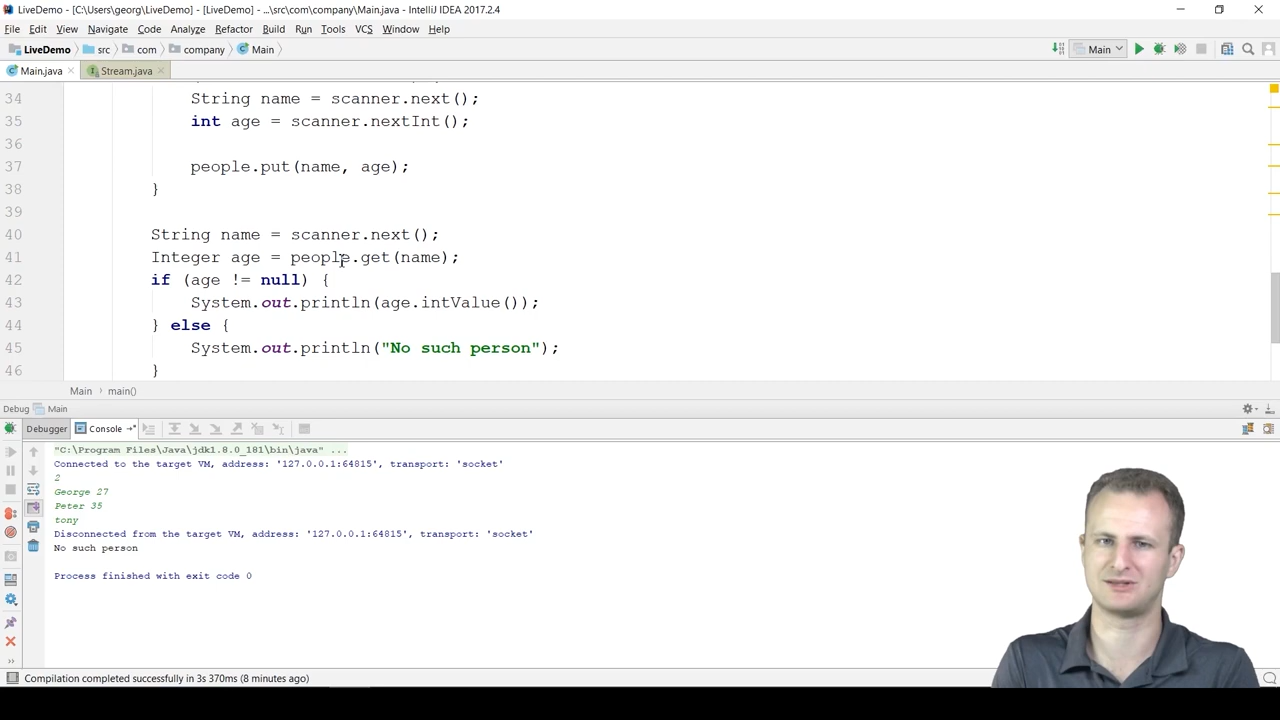 LiveDemo - [C:\Users\georg\LiveDemo] - [LiveDemo] - ...\src\com\company\Main.java - IntelliJ IDEA 2017.2.4
File Edit View Navigate Code Analyze Refactor Build Run Tools VCS Window Help
LiveDemo src com company Main Main
Main.java Stream.java
34 String name = scanner.next();
35 int age = scanner.nextInt();
36
37 people.put(name, age);
38 }
39
40 String name = scanner.next();
41 Integer age = people.get(name);
42 if (age != null) {
43 System.out.println(age.intValue());
44 } else {
45 System.out.println("No such person");
46 }
Main main()
Debug Main
Debugger Console
"C:\Program Files\Java\jdk1.8.0_181\bin\java" ...
Connected to the target VM, address: '127.0.0.1:64815', transport: 'socket'
2
George 27
Peter 35
tony
Disconnected from the target VM, address: '127.0.0.1:64815', transport: 'socket'
No such person
Process finished with exit code 0
Compilation completed successfully in 3s 370ms (8 minutes ago)